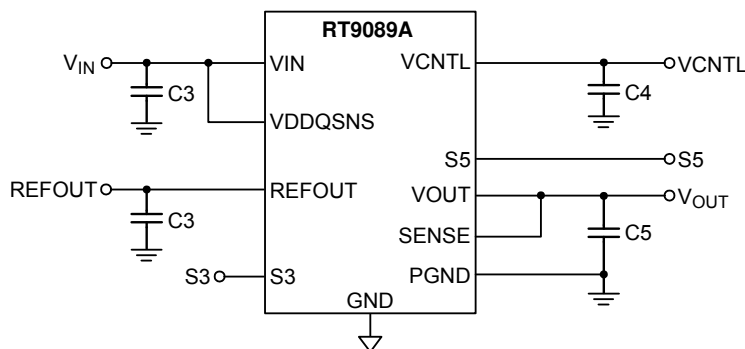 RT9089A
V_IN
C3
VIN
VCNTL
C4
VCNTL
VDDQSNS
S5
S5
REFOUT
C3
REFOUT
VOUT
V_OUT
SENSE
C5
S3
S3
PGND
GND